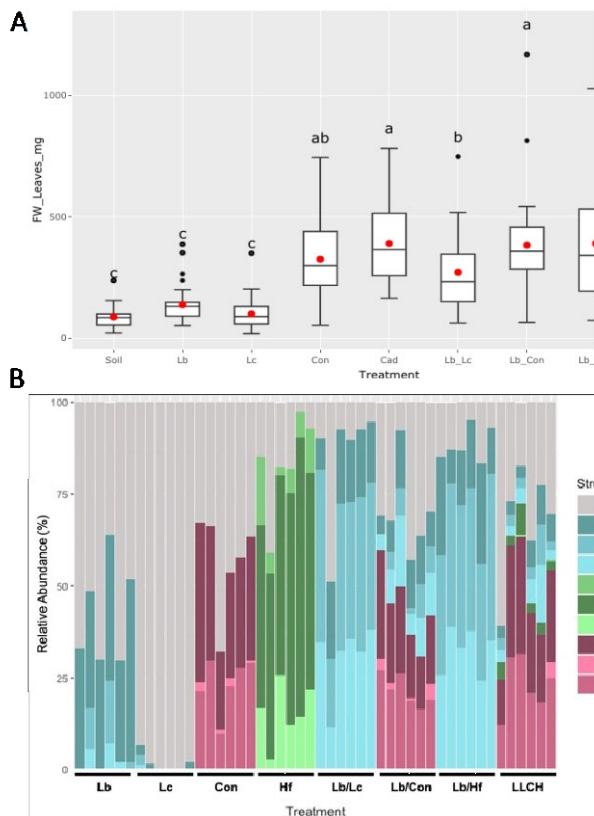 A
a
a
ab
b
c
c
c
1000
500
0
FW_Leaves_mg
Soil Lb Lc Con Cad Lb_Lc Lb_Con Lb_
Treatment
B
100
75
50
25
0
Relative Abundance (%)
Lb Lc Con Hf Lb/Lc Lb/Con Lb/Hf LLCH
Treatment